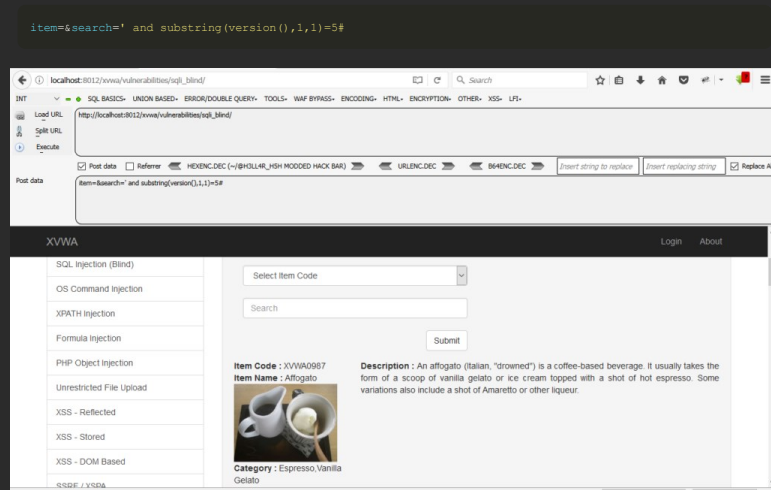 item=&search=' and substring(version(),1,1)=5#
localhost:8012/xvwa/vulnerabilities/sqli_blind/
Search
INT
SQL BASICS- UNION BASED- ERROR/DOUBLE QUERY- TOOLS- WAF BYPASS- ENCODING- HTML- ENCRYPTION- OTHER- XSS- LFI-
Load URL
http://localhost:8012/xvwa/vulnerabilities/sqli_blind/
Split URL
Execute
Post data
Referrer
HEXENC.DEC (~/@H3LL4R_HSH MODDED HACK BAR)
URLENC.DEC
B64ENC.DEC
Insert string to replace
Insert replacing string
Post data
item=&search=' and substring(version(),1,1)=5#
XVWA
Login
About
SQL Injection (Blind)
OS Command Injection
XPATH Injection
Formula Injection
PHP Object Injection
Unrestricted File Upload
XSS - Reflected
XSS - Stored
XSS - DOM Based
SSRF / XSPA
Select Item Code
Search
Submit
Item Code : XVWA0987
Item Name : Affogato
Category : Espresso,Vanilla
Gelato
Description : An affogato (Italian, "drowned") is a coffee-based beverage. It usually takes the
form of a scoop of vanilla gelato or ice cream topped with a shot of hot espresso. Some
variations also include a shot of Amaretto or other liqueur.